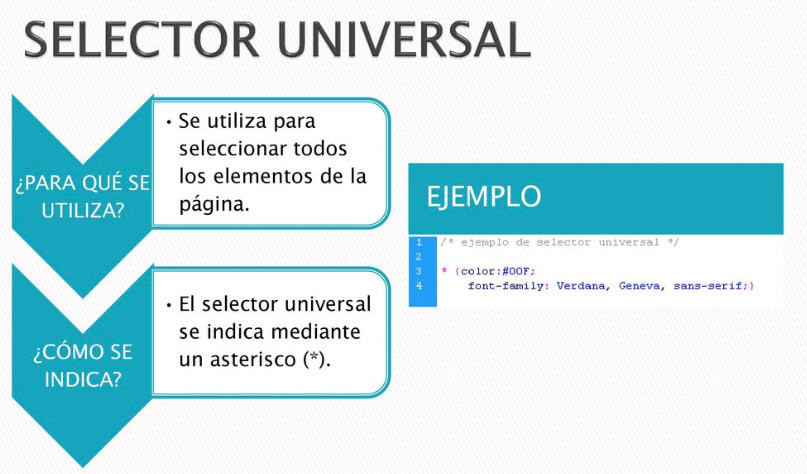 SELECTOR UNIVERSAL
¿PARA QUÉ SE
UTILIZA?
• Se utiliza para
seleccionar todos
los elementos de la
página.
¿CÓMO SE
INDICA?
• El selector universal
se indica mediante
un asterisco (*).
EJEMPLO
1 /* ejemplo de selector universal */
2
3 * {color:#00F;
4 font-family: Verdana, Geneva, sans-serif;}